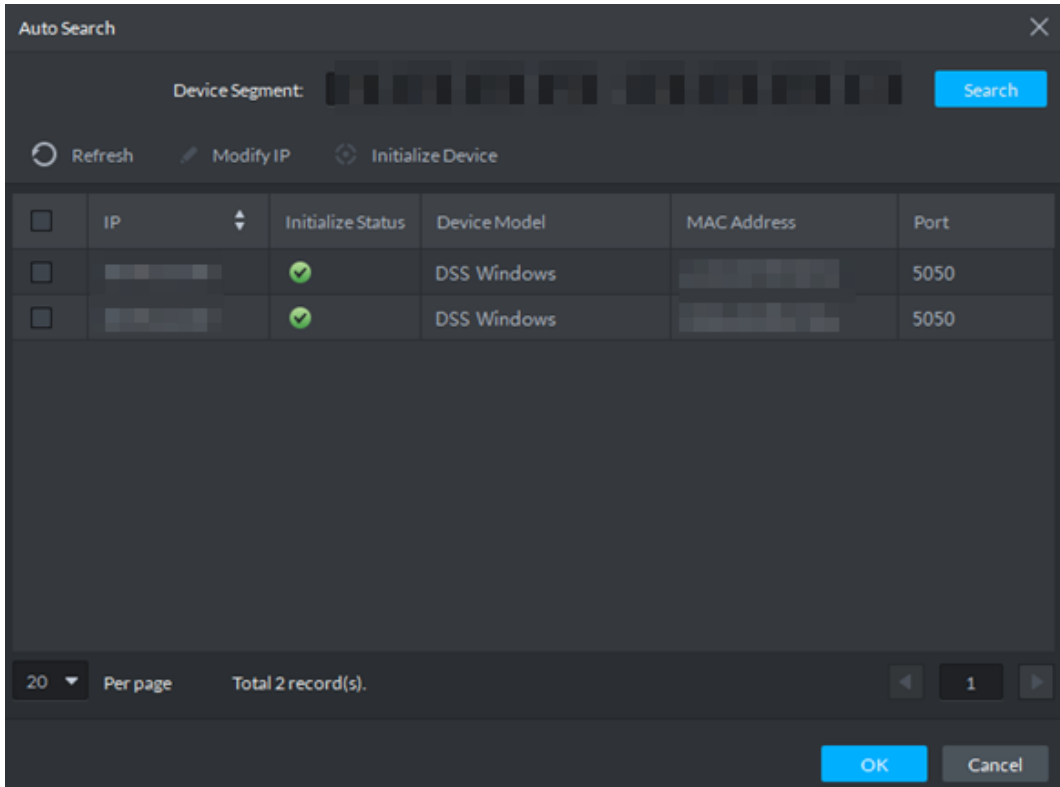 Auto Search
Device Segment: Search
Refresh Modify IP Initialize Device
IP Initialize Status Device Model MAC Address Port
DSS Windows 5050
DSS Windows 5050
20 Per page Total 2 record(s). 1
OK Cancel